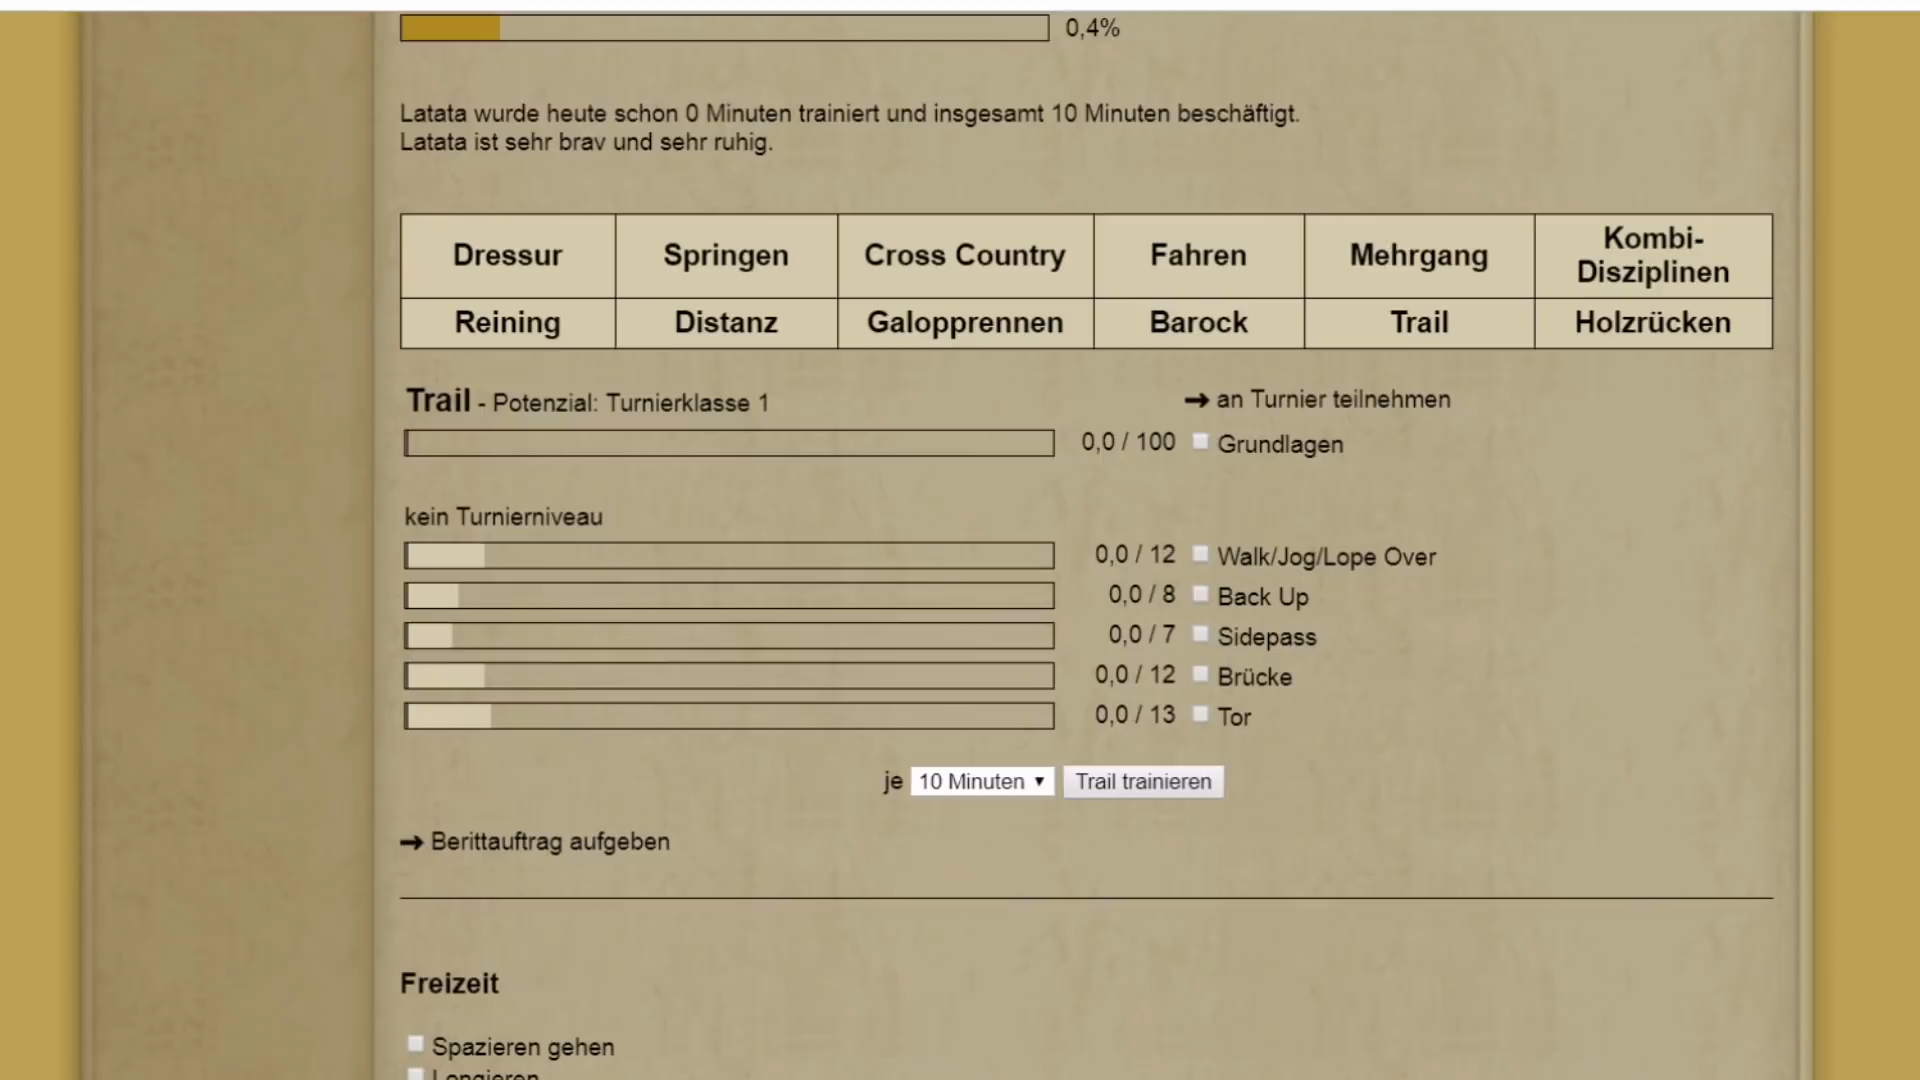 0,4%
Latata wurde heute schon 0 Minuten trainiert und insgesamt 10 Minuten beschäftigt.
Latata ist sehr brav und sehr ruhig.
Dressur Springen Cross Country Fahren Mehrgang Kombi-
Disziplinen
Reining Distanz Galopprennen Barock Trail Holzrücken
Trail - Potenzial: Turnierklasse 1 ➞ an Turnier teilnehmen
0,0 / 100 Grundlagen
kein Turnierniveau
0,0 / 12 Walk/Jog/Lope Over
0,0 / 8 Back Up
0,0 / 7 Sidepass
0,0 / 12 Brücke
0,0 / 13 Tor
je 10 Minuten Trail trainieren
➞ Berittauftrag aufgeben
Freizeit
Spazieren gehen
Longieren